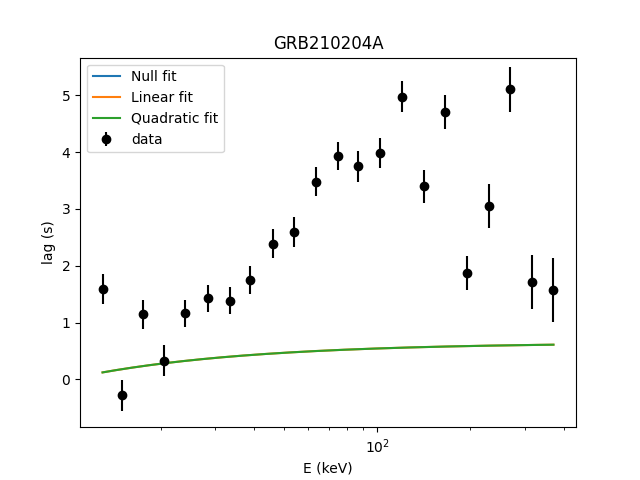 GRB210204A
Null fit
Linear fit
Quadratic fit
data
lag (s)
5
4
3
2
1
0
10²
E (keV)